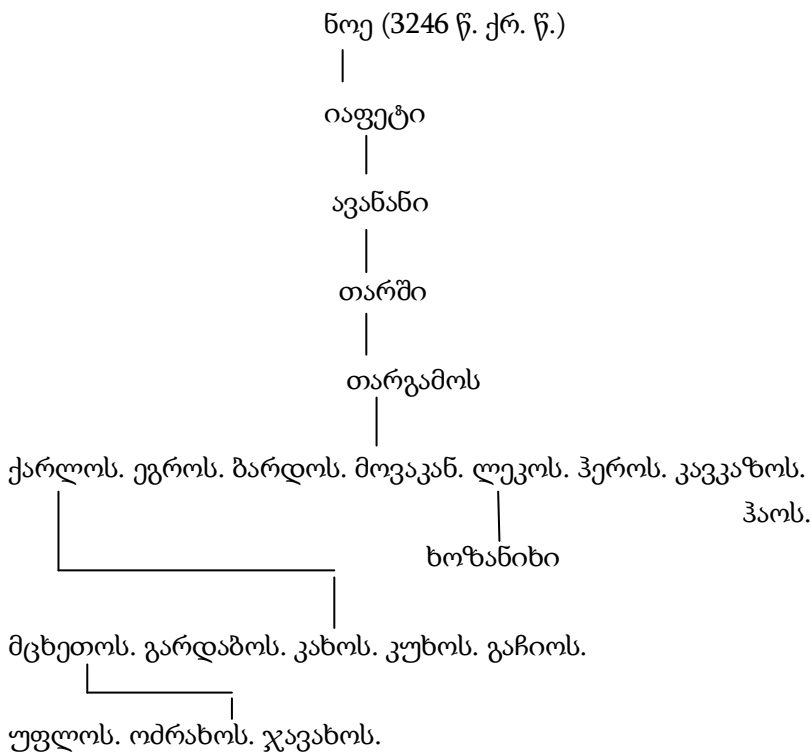 ნოე (3246 წ. ქრ. წ.)
იაფეტი
ავანანი
თარში
თარგამოს
ქართლოს. ეგროს. ბარდოს. მოვაკან. ლეკოს. ჰეროს. კავკაზოს.
ჰაოს.
ხოზანიხი
მცხეთოს. გარდაბოს. კახოს. კუხოს. გაჩიოს.
უფლოს. ოძრახოს. ჯავახოს.